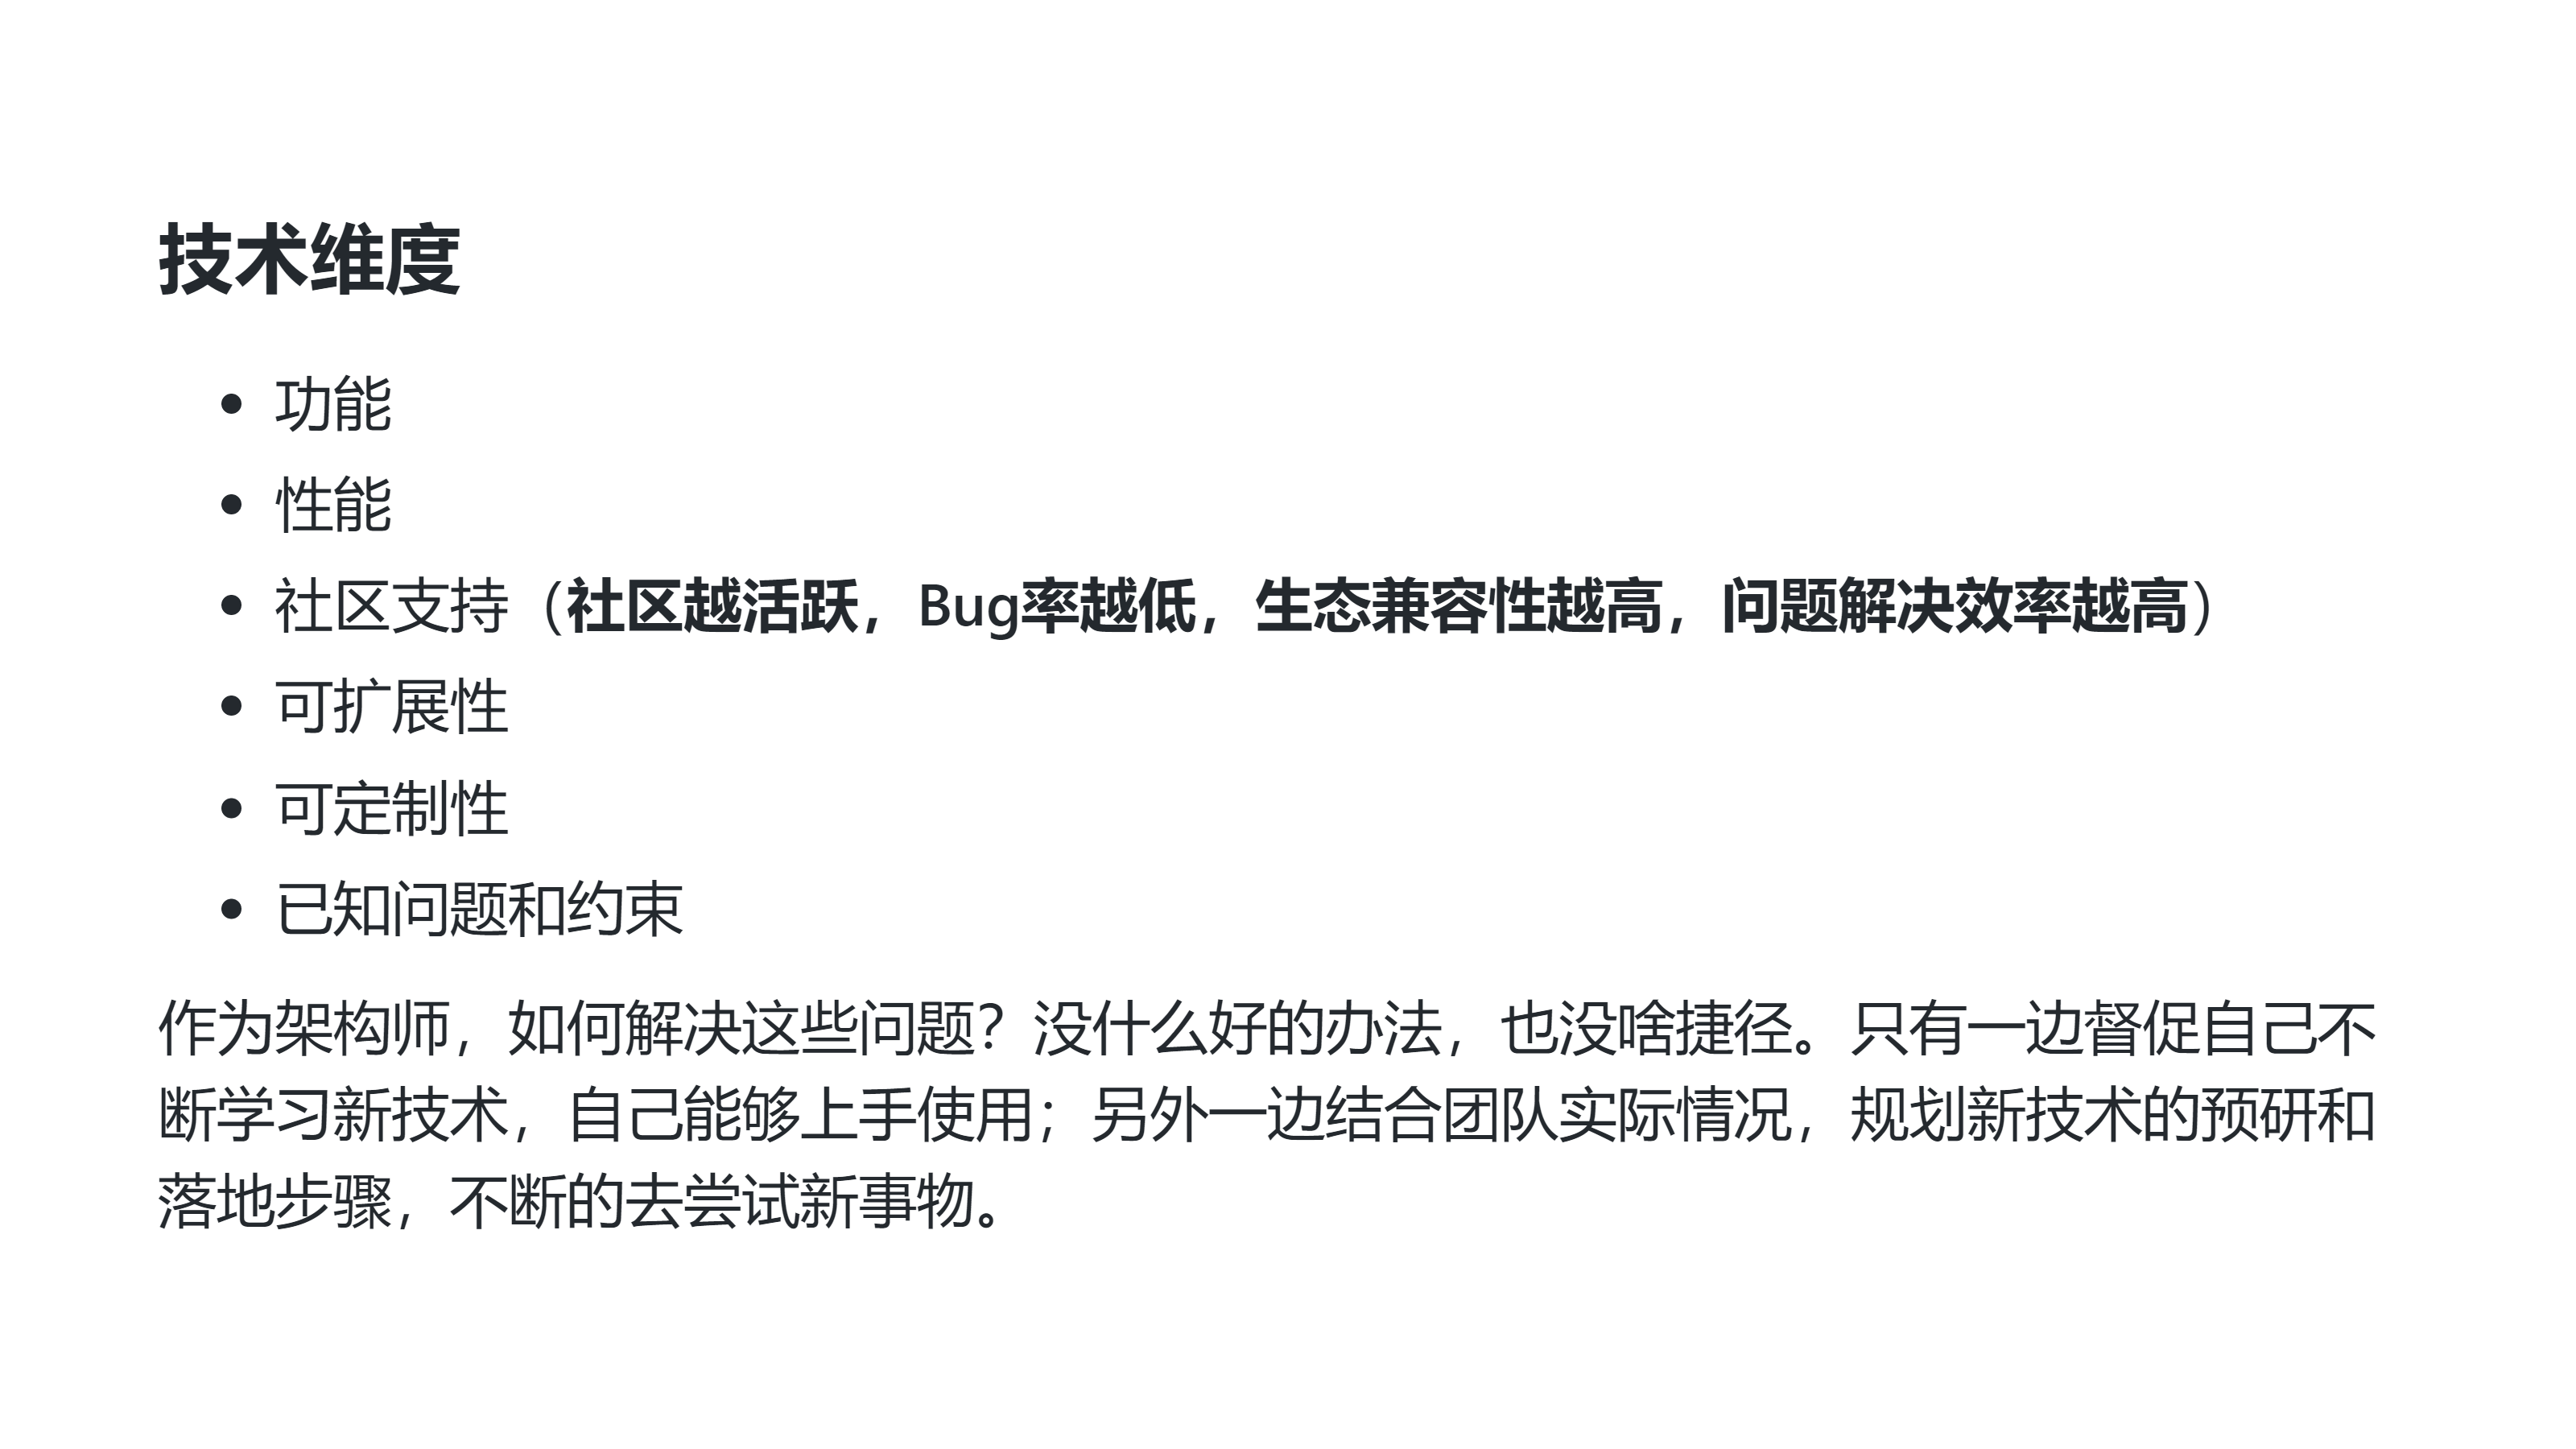 技术维度
• 功能
• 性能
• 社区支持（社区越活跃，Bug率越低，生态兼容性越高，问题解决效率越高）
• 可扩展性
• 可定制性
• 已知问题和约束
作为架构师，如何解决这些问题？没什么好的办法，也没啥捷径。只有一边督促自己不
断学习新技术，自己能够上手使用；另外一边结合团队实际情况，规划新技术的预研和
落地步骤，不断的去尝试新事物。